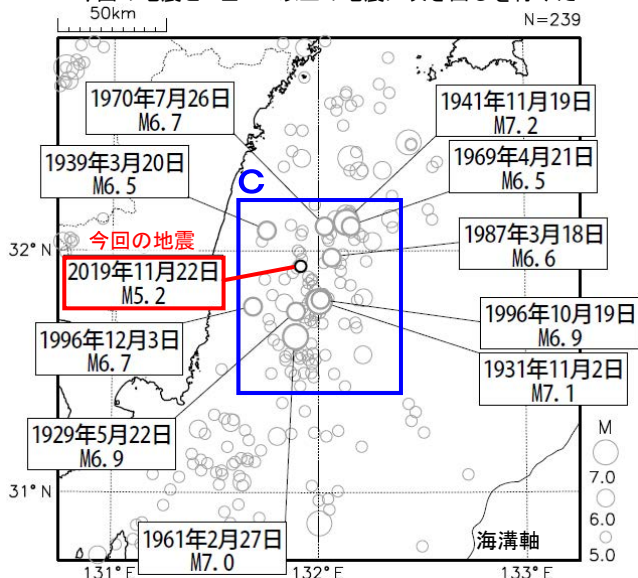 50km
N=239
1970年7月26日
M6.7
1941年11月19日
M7.2
1939年3月20日
M6.5
1969年4月21日
M6.5
C
32°N
今回の地震
2019年11月22日
M5.2
1987年3月18日
M6.6
1996年12月3日
M6.7
1996年10月19日
M6.9
1931年11月2日
M7.1
1929年5月22日
M6.9
M
7.0
6.0
5.0
31°N
1961年2月27日
M7.0
海溝軸
131°E
132°E
133°E